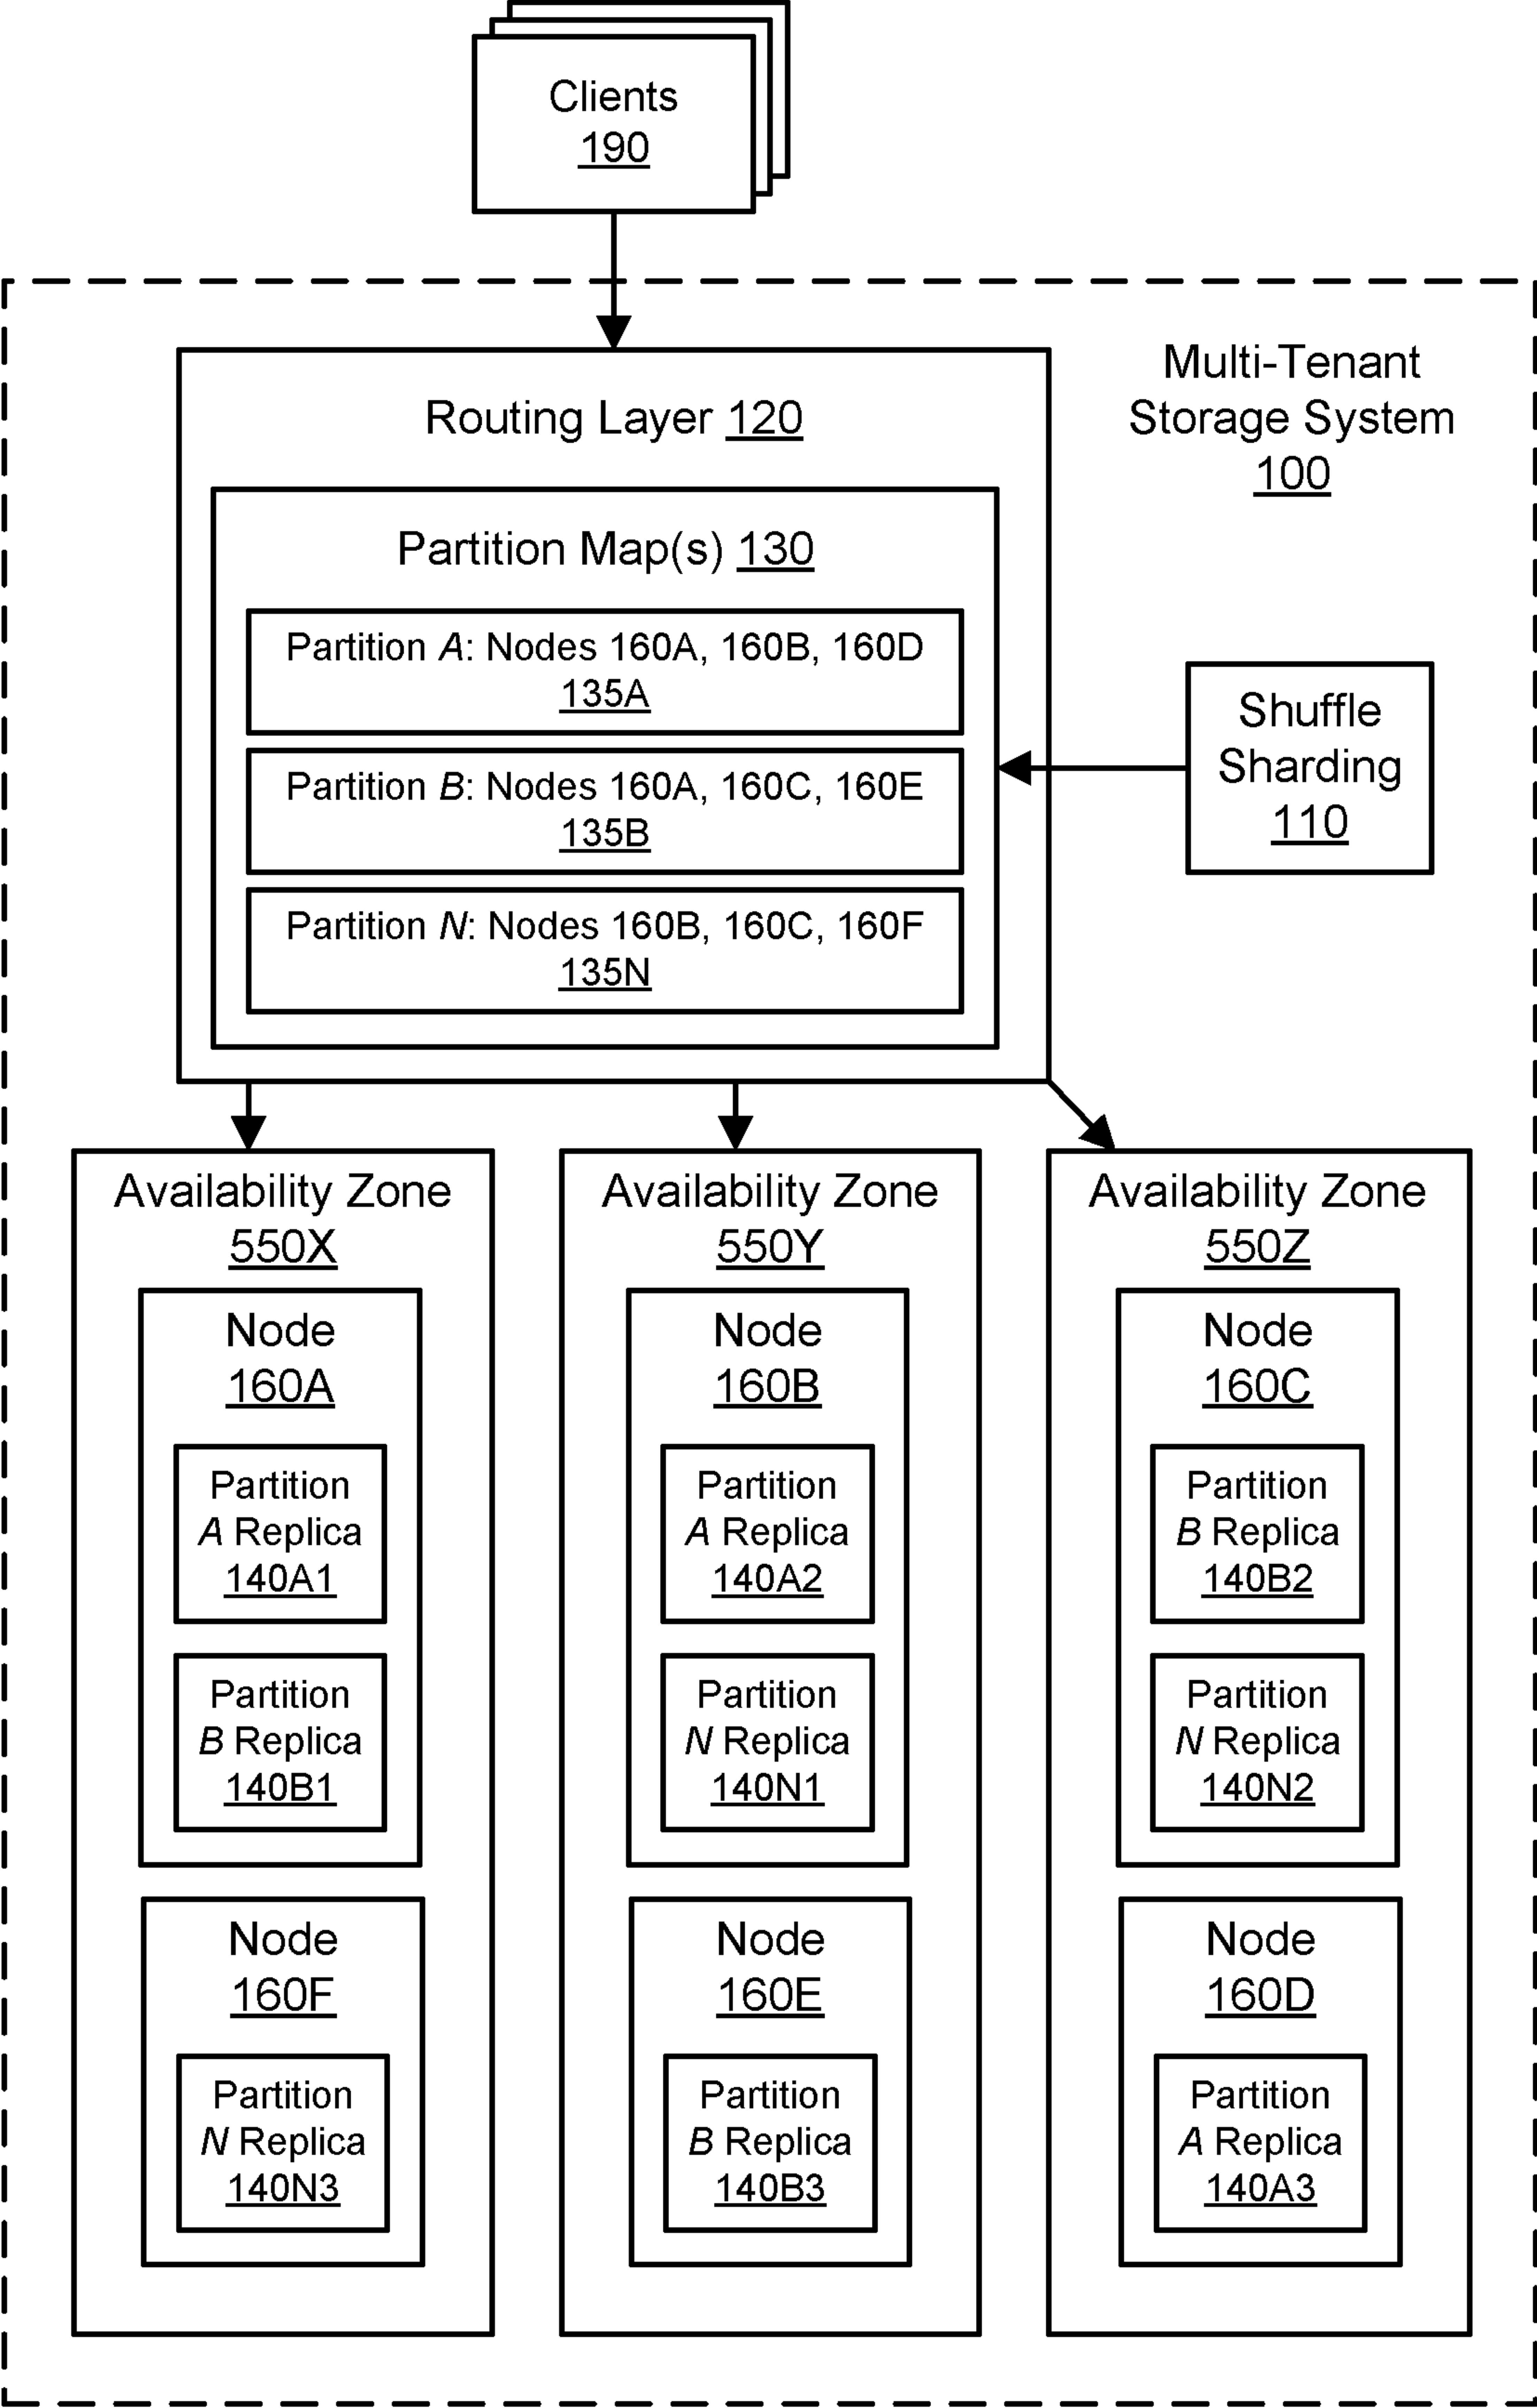 Clients
190
Multi-Tenant
Storage System
100
Routing Layer 120
Partition Map(s) 130
Partition A: Nodes 160A, 160B, 160D
135A
Partition B: Nodes 160A, 160C, 160E
135B
Partition N: Nodes 160B, 160C, 160F
135N
Shuffle
Sharding
110
Availability Zone
550X
Node
160A
Partition
A Replica
140A1
Partition
B Replica
140B1
Node
160F
Partition
N Replica
140N3
Availability Zone
550Y
Node
160B
Partition
A Replica
140A2
Partition
N Replica
140N1
Node
160E
Partition
B Replica
140B3
Availability Zone
550Z
Node
160C
Partition
B Replica
140B2
Partition
N Replica
140N2
Node
160D
Partition
A Replica
140A3